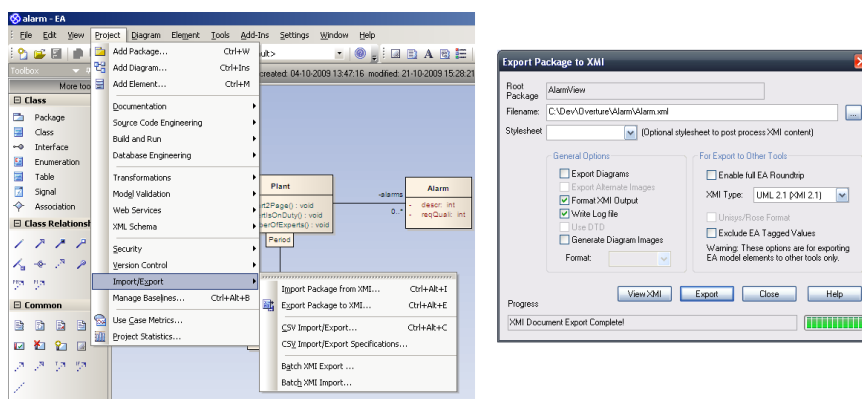 alarm - EA
File Edit View Project Diagram Element Tools Add-Ins Settings Window Help
Toolbox
More too
created: 04-10-2009 13:47:16 modified: 21-10-2009 15:28:21
Class
Package
Class
Interface
Enumeration
Table
Signal
Association
Class Relationsh
Common
Add Package... Ctrl+W
Add Diagram... Ctrl+Ins
Add Element... Ctrl+M
Documentation
Source Code Engineering
Build and Run
Database Engineering
Transformations
Model Validation
Web Services
XML Schema
Security
Version Control
Import/Export
Manage Baselines... Ctrl+Alt+B
Use Case Metrics...
Project Statistics...
ult>
Plant
rt2Page() : void
rtIsOnDuty() : void
berOfExperts() : void
Period
-alarms
0..*
Alarm
- descr: int
- reqQuali: int
Import Package from XMI... Ctrl+Alt+I
Export Package to XMI... Ctrl+Alt+E
CSV Import/Export... Ctrl+Alt+C
CSV Import/Export Specifications...
Batch XMI Export ...
Batch XMI Import...
Export Package to XMI
Root Package AlarmView
Filename: C:\Dev\Overture\Alarm\Alarm.xml ...
Stylesheet (Optional stylesheet to post process XMI content)
General Options
Export Diagrams
Export Alternate Images
Format XMI Output
Write Log file
Use DTD
Generate Diagram Images
Format:
For Export to Other Tools
Enable full EA Roundtrip
XMI Type: UML 2.1 (XMI 2.1)
Unisys/Rose Format
Exclude EA Tagged Values
Warning: These options are for exporting
EA model elements to other tools only.
View XMI Export Close Help
Progress
XMI Document Export Complete!